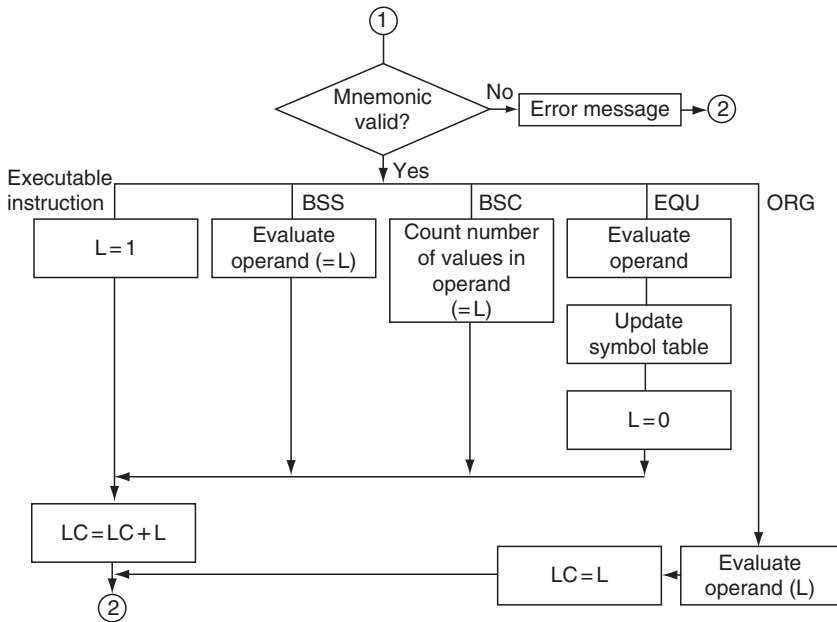 1
Mnemonic
valid?
No
Error message
2
Yes
Executable
instruction
BSS
BSC
EQU
ORG
L = 1
Evaluate
operand (= L)
Count number
of values in
operand
(= L)
Evaluate
operand
Update
symbol table
L = 0
LC = LC + L
LC = L
Evaluate
operand (L)
2